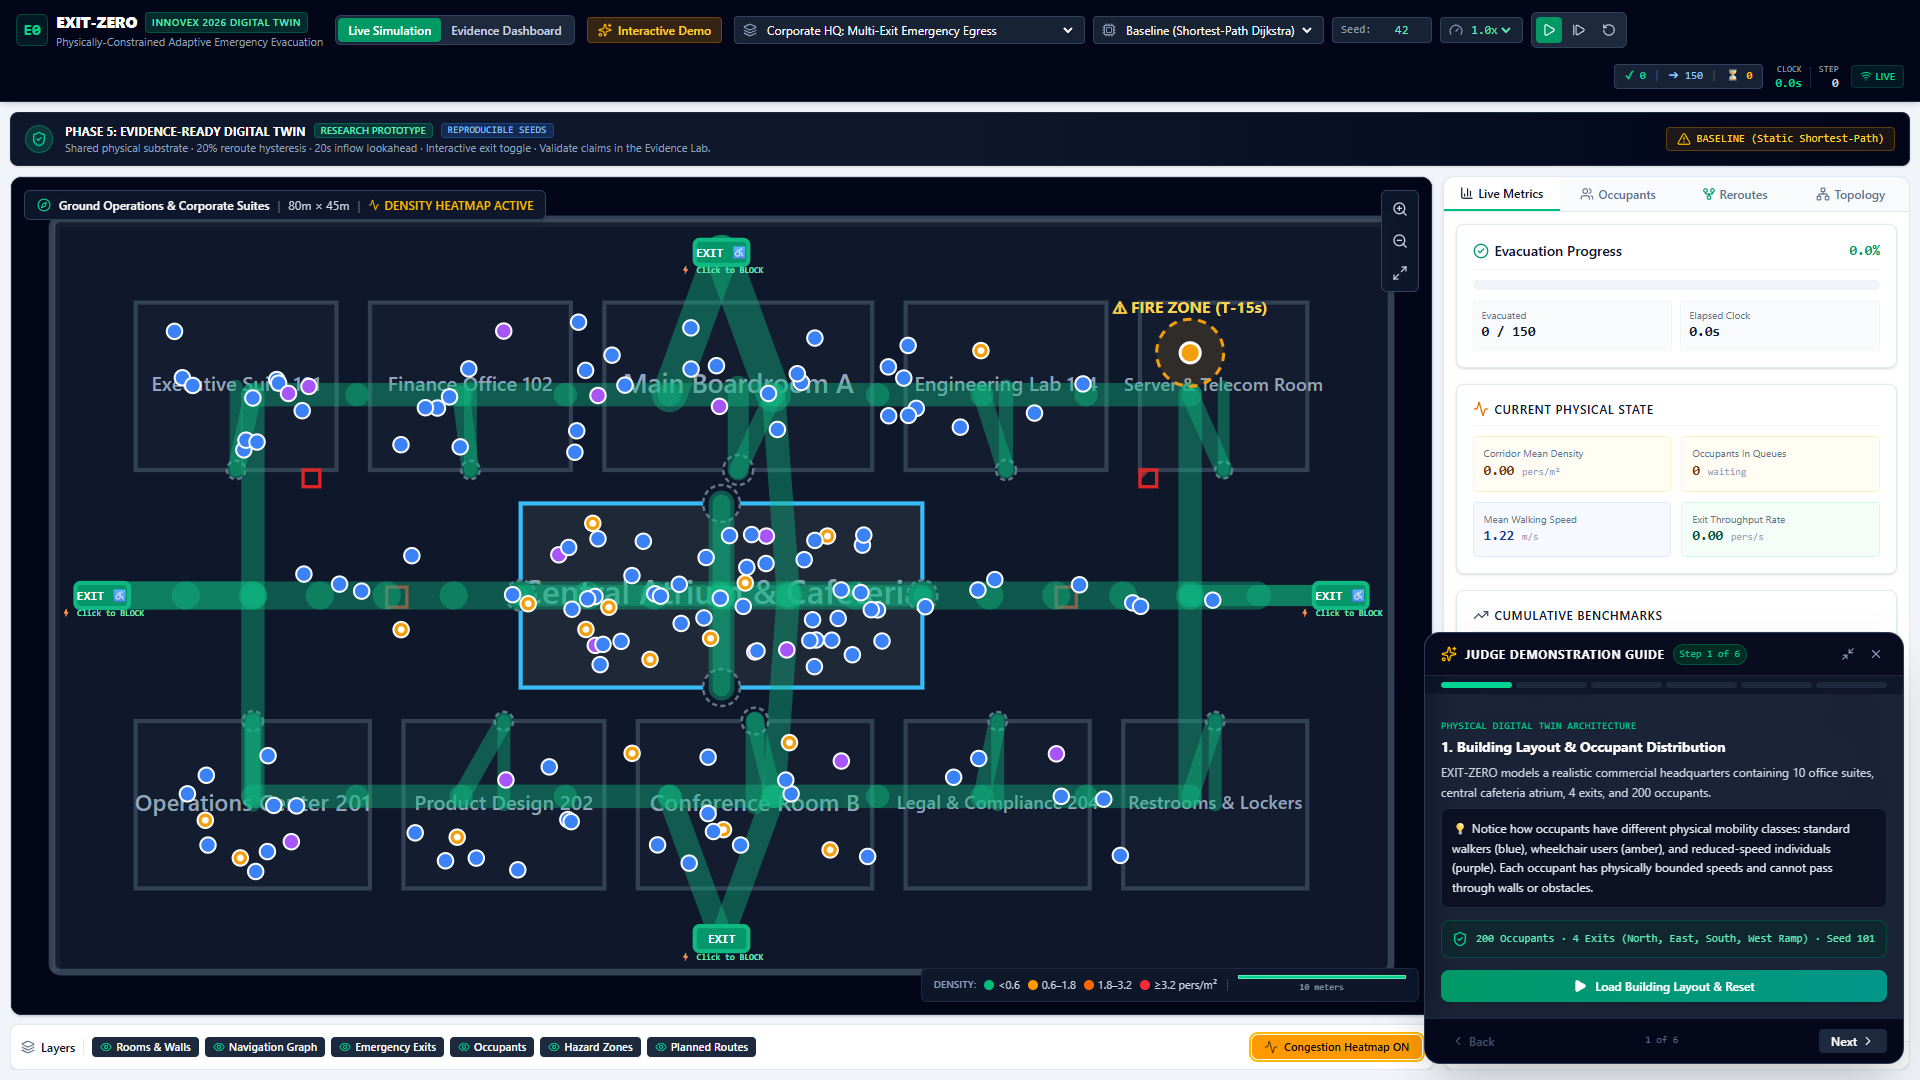 E0
EXIT-ZERO
INNOVEX 2026 DIGITAL TWIN
Physically-Constrained Adaptive Emergency Evacuation
Live Simulation
Evidence Dashboard
Interactive Demo
Corporate HQ: Multi-Exit Emergency Egress
Baseline (Shortest-Path Dijkstra)
Seed: 42
1.0x
✓ 0 | → 150 | ⏳ 0
CLOCK
0.0s
STEP
0
LIVE
PHASE 5: EVIDENCE-READY DIGITAL TWIN
RESEARCH PROTOTYPE
REPRODUCIBLE SEEDS
Shared physical substrate · 20% reroute hysteresis · 20s inflow lookahead · Interactive exit toggle · Validate claims in the Evidence Lab.
BASELINE (Static Shortest-Path)
Ground Operations & Corporate Suites | 80m × 45m | DENSITY HEATMAP ACTIVE
EXIT ♿
Click to BLOCK
⚠ FIRE ZONE (T-15s)
Finance Office 102
Main Boardroom A
Server & Telecom Room
EXIT ♿
Click to BLOCK
Central Atrium & Cafeteria
EXIT ♿
Click to BLOCK
Operations Center 201
Product Design 202
Conference Room B
Legal & Compliance 204
Restrooms & Lockers
EXIT
Click to BLOCK
DENSITY: <0.6 0.6–1.8 1.8–3.2 ≥3.2 pers/m²
10 meters
Layers
Rooms & Walls
Navigation Graph
Emergency Exits
Occupants
Hazard Zones
Planned Routes
Congestion Heatmap ON
Live Metrics
Occupants
Reroutes
Topology
Evacuation Progress
0.0%
Evacuated
0 / 150
Elapsed Clock
0.0s
CURRENT PHYSICAL STATE
Corridor Mean Density
0.00 pers/m²
Occupants In Queues
0 waiting
Mean Walking Speed
1.22 m/s
Exit Throughput Rate
0.00 pers/s
CUMULATIVE BENCHMARKS
JUDGE DEMONSTRATION GUIDE
Step 1 of 6
PHYSICAL DIGITAL TWIN ARCHITECTURE
1. Building Layout & Occupant Distribution
EXIT-ZERO models a realistic commercial headquarters containing 10 office suites,
central cafeteria atrium, 4 exits, and 200 occupants.
💡 Notice how occupants have different physical mobility classes: standard
walkers (blue), wheelchair users (amber), and reduced-speed individuals
(purple). Each occupant has physically bounded speeds and cannot pass
through walls or obstacles.
200 Occupants · 4 Exits (North, East, South, West Ramp) · Seed 101
Load Building Layout & Reset
Back
1 of 6
Next